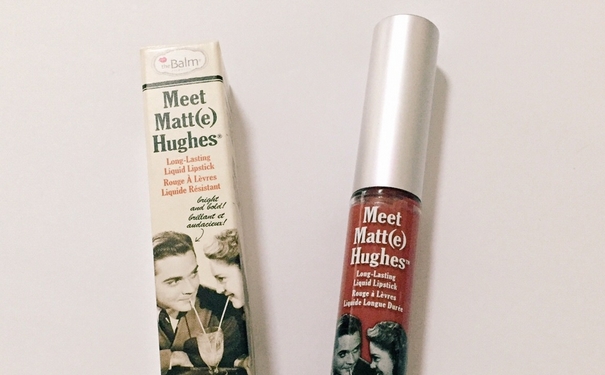 theBalm®
Meet
Matt(e)
Hughes®
Long-Lasting
Liquid Lipstick
Rouge À Lèvres
Liquide Résistant
bright
and bold!
brillant et
audacieux!
Meet
Matt(e)
Hughes™
Long-Lasting
Liquid Lipstick
Rouge à Lèvres
Liquide Longue Durée